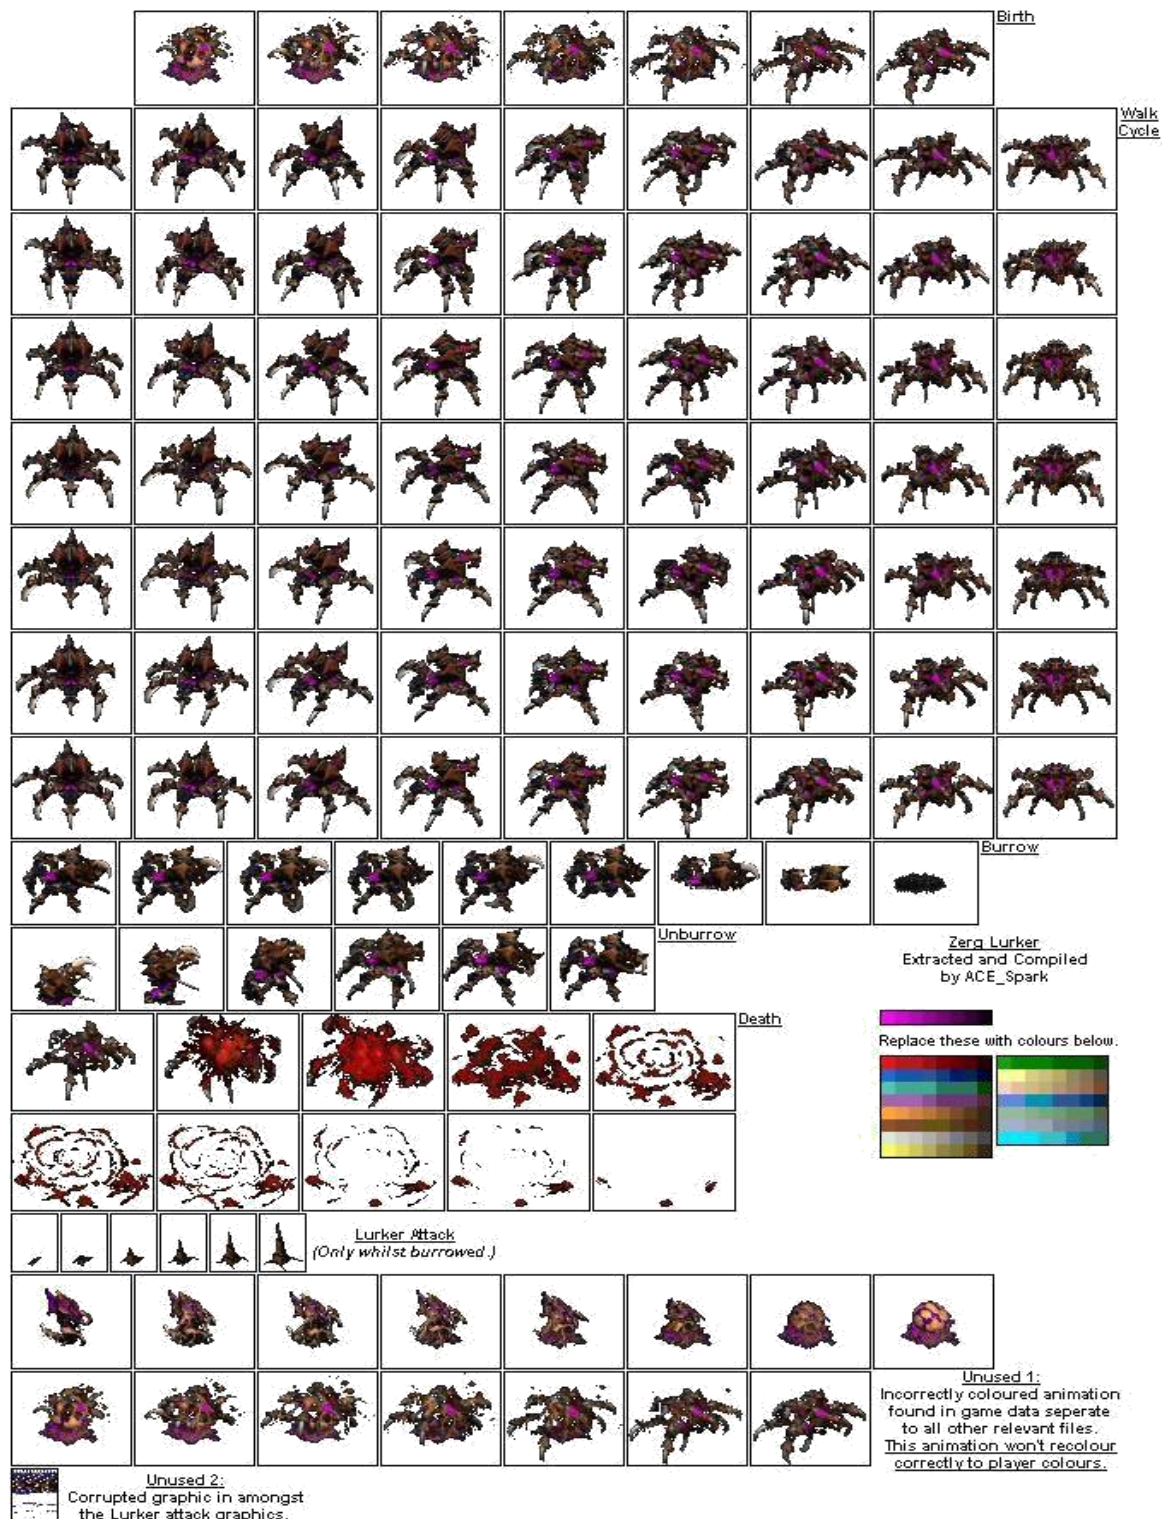 Birth
Walk
Cycle
Burrow
Unburrow
Zerg Lurker
Extracted and Compiled
by ACE_Spark
Death
Replace these with colours below.
Lurker Attack
(Only whilst burrowed.)
Unused 1:
Incorrectly coloured animation
found in game data seperate
to all other relevant files.
This animation won't recolour
correctly to player colours.
Unused 2:
Corrupted graphic in amongst
the Lurker attack graphics.